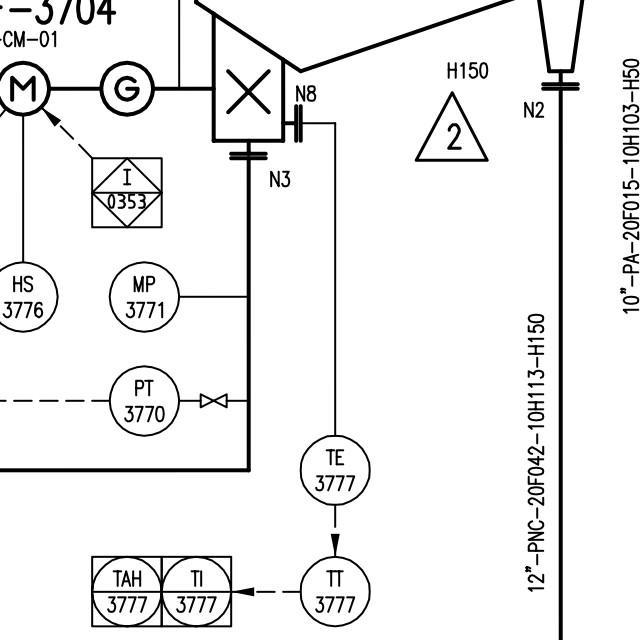 -3704
-CM-01
M
G
H150
N8
2
N2
N3
I
0353
HS
3776
MP
3771
PT
3770
TE
3777
TAH
3777
TI
3777
TT
3777
12"-PNC-20F042-10H113-H150
10"-PA-20F015-10H103-H50